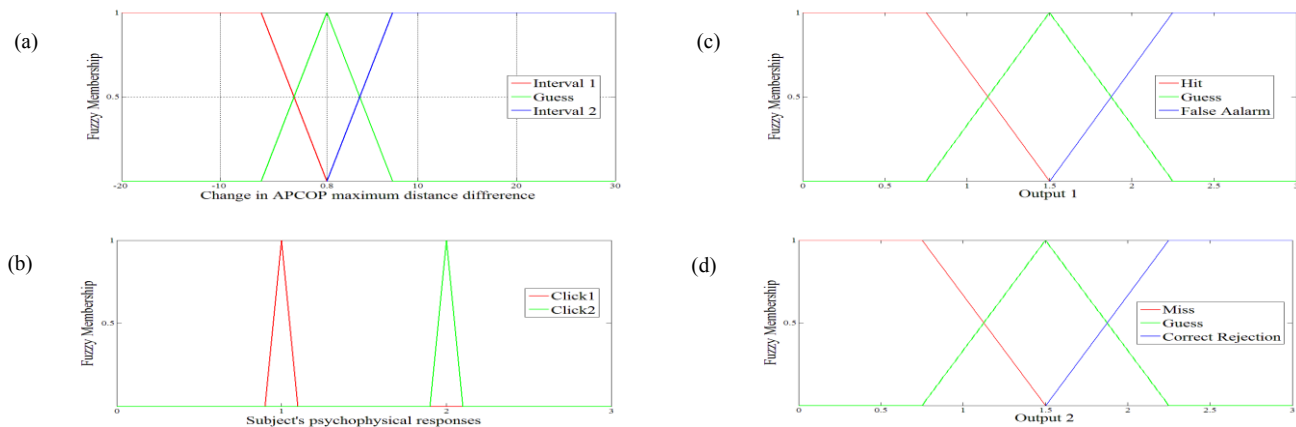 (a)
Fuzzy Membership
1
0.5
-20
-10
0.8
10
20
30
Interval 1
Guess
Interval 2
Change in APCOP maximum distance diffrerence
(b)
Fuzzy Membership
1
0.5
0
1
2
3
Click1
Click2
Subject's psychophysical responses
(c)
Fuzzy Membership
1
0.5
0
0.5
1
1.5
2
2.5
3
Hit
Guess
False Aalarm
Output 1
(d)
Fuzzy Membership
1
0.5
0
0.5
1
1.5
2
2.5
3
Miss
Guess
Correct Rejection
Output 2